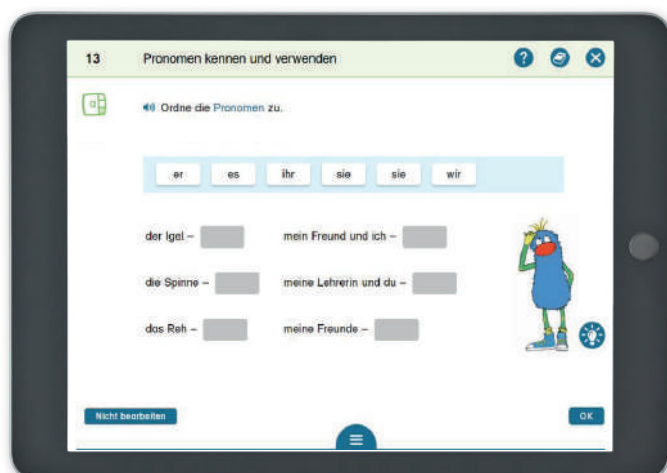 13 Pronomen kennen und verwenden ?
Ordne die Pronomen zu.
er es ihr sie sie wir
der Igel – mein Freund und ich –
die Spinne – meine Lehrerin und du –
das Reh – meine Freunde –
Nicht bearbeiten OK